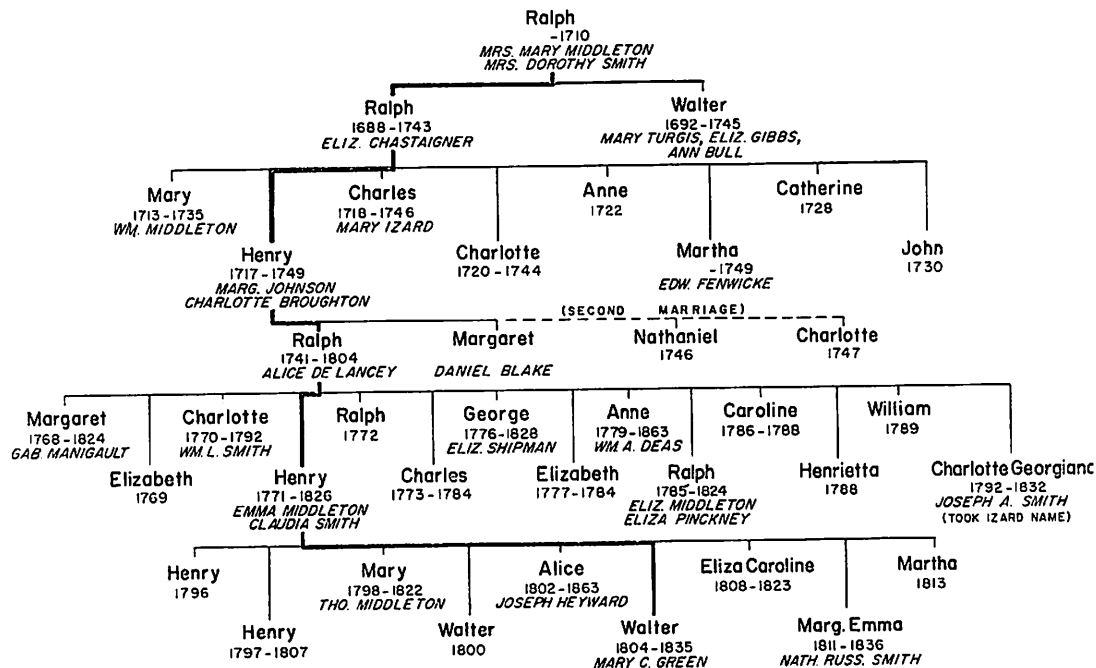 Ralph
-1710
MRS. MARY MIDDLETON
MRS. DOROTHY SMITH
Ralph
1688-1743
ELIZ. CHASTAIGNER
Walter
1692-1745
MARY TURGIS, ELIZ. GIBBS,
ANN BULL
Mary
1713-1735
WM. MIDDLETON
Henry
1717-1749
MARG. JOHNSON
CHARLOTTE BROUGHTON
Charles
1718-1746
MARY IZARD
Charlotte
1720-1744
Anne
1722
Martha
-1749
EDW. FENWICKE
Catherine
1728
John
1730
(SECOND MARRIAGE)
Ralph
1741-1804
ALICE DE LANCEY
Margaret
DANIEL BLAKE
Nathaniel
1746
Charlotte
1747
Margaret
1768-1824
GAB. MANIGAULT
Elizabeth
1769
Charlotte
1770-1792
WM. L. SMITH
Henry
1771-1826
EMMA MIDDLETON
CLAUDIA SMITH
Ralph
1772
Charles
1773-1784
George
1776-1828
ELIZ. SHIPMAN
Elizabeth
1777-1784
Anne
1779-1863
WM. A. DEAS
Ralph
1785-1824
ELIZ. MIDDLETON
ELIZA PINCKNEY
Caroline
1786-1788
Henrietta
1788
William
1789
Charlotte Georgiana
1792-1832
JOSEPH A. SMITH
(TOOK IZARD NAME)
Henry
1796
Henry
1797-1807
Mary
1798-1822
THO. MIDDLETON
Walter
1800
Alice
1802-1863
JOSEPH HEYWARD
Walter
1804-1835
MARY C. GREEN
Eliza Caroline
1808-1823
Marg. Emma
1811-1836
NATH. RUSS. SMITH
Martha
1813